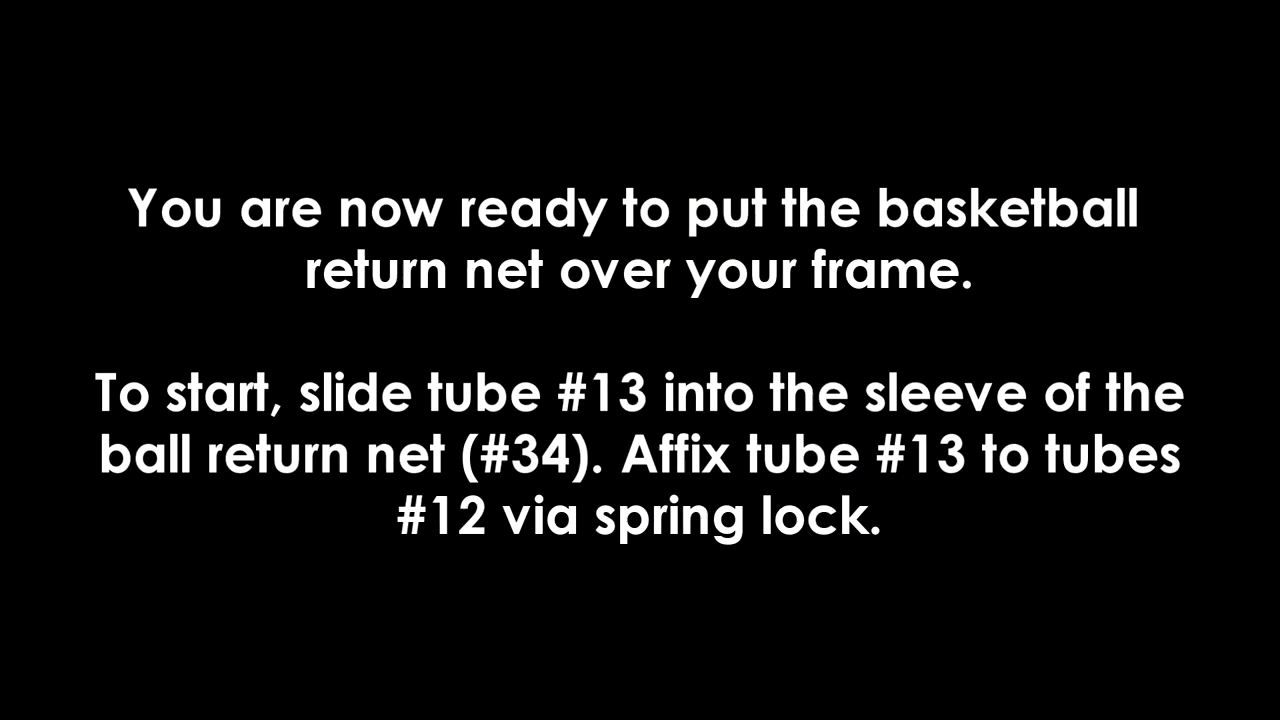 You are now ready to put the basketball
return net over your frame.
To start, slide tube #13 into the sleeve of the
ball return net (#34). Affix tube #13 to tubes
#12 via spring lock.